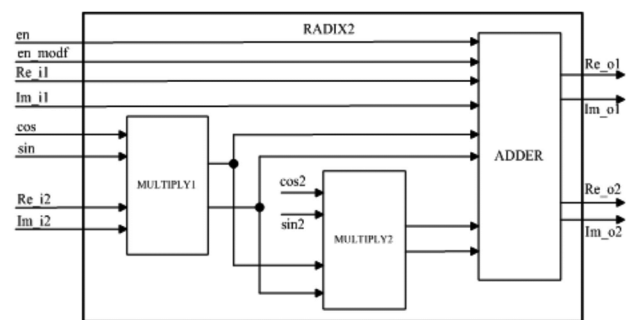 RADIX2
en
en_modf
Re_i1
Im_i1
cos
sin
Re_i2
Im_i2
MULTIPLY1
cos2
sin2
MULTIPLY2
ADDER
Re_o1
Im_o1
Re_o2
Im_o2